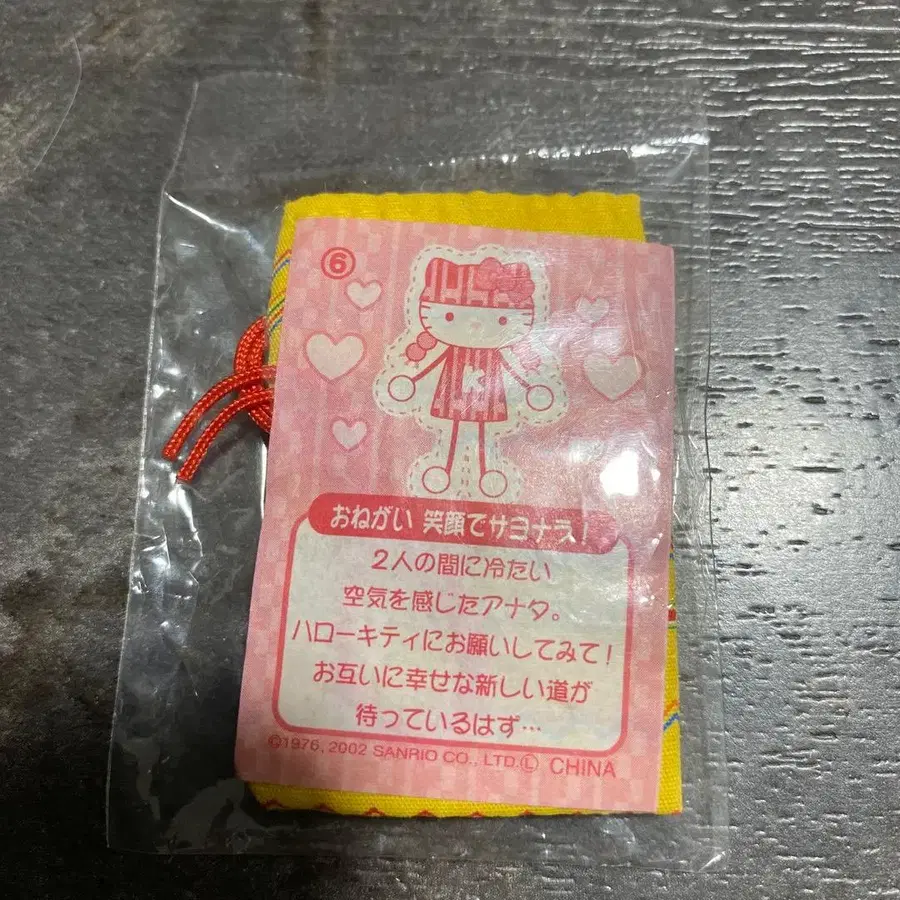 ⑥
K
おねがい 笑顔でサヨナラ!
2人の間に冷たい
空気を感じたアナタ。
ハローキティにお願いしてみて!
お互いに幸せな新しい道が
待っているはず…
©1976, 2002 SANRIO CO., LTD.Ⓛ CHINA